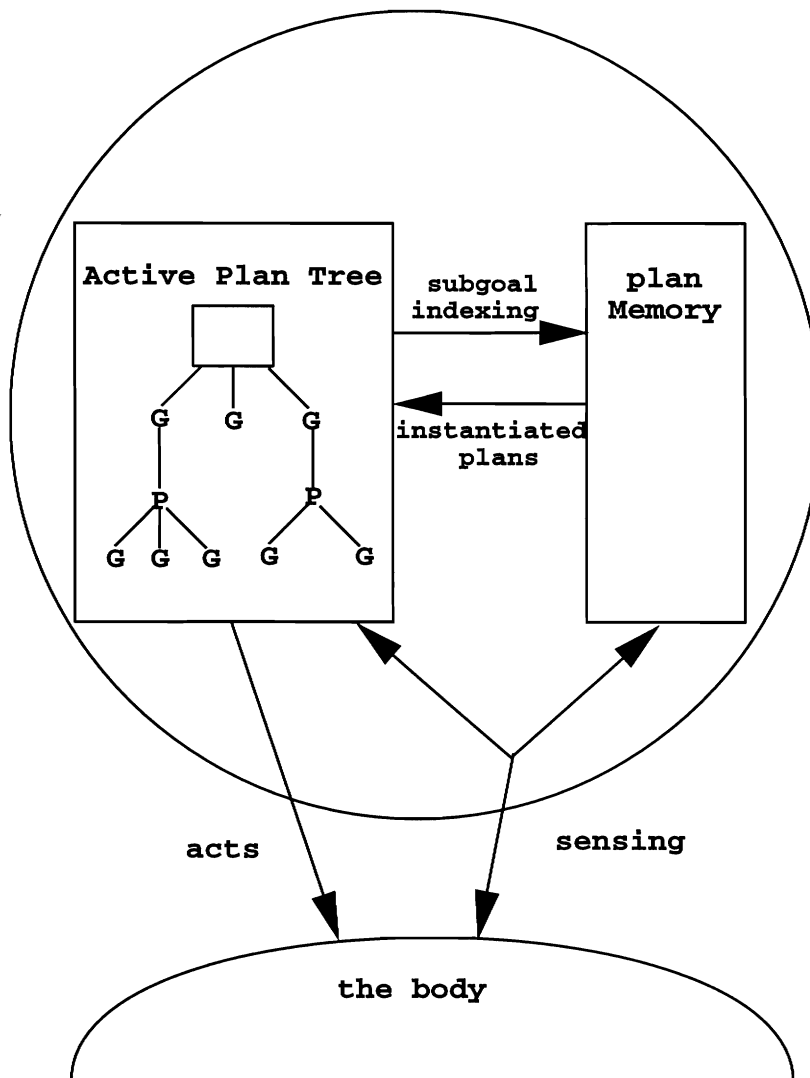 Active Plan Tree
subgoal
indexing
plan
Memory
G G G
instantiated
plans
P P
G G G G G
acts
sensing
the body